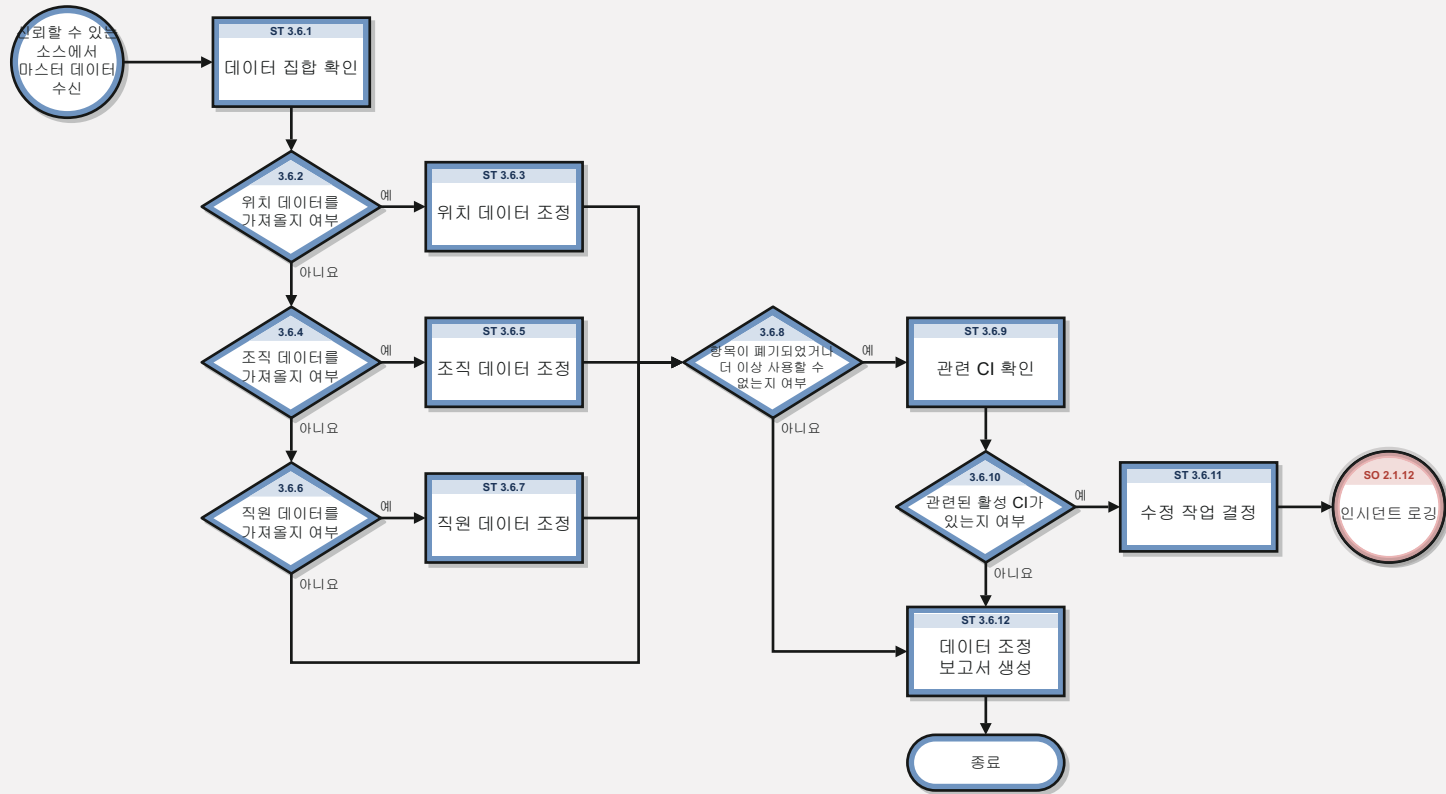 신뢰할 수 있는
소스에서
마스터 데이터
수신
ST 3.6.1
데이터 집합 확인
3.6.2
위치 데이터를
가져올지 여부
예
아니요
ST 3.6.3
위치 데이터 조정
3.6.4
조직 데이터를
가져올지 여부
예
아니요
ST 3.6.5
조직 데이터 조정
3.6.6
직원 데이터를
가져올지 여부
예
아니요
ST 3.6.7
직원 데이터 조정
3.6.8
항목이 폐기되었거나
더 이상 사용할 수
없는지 여부
예
아니요
ST 3.6.9
관련 CI 확인
3.6.10
관련된 활성 CI가
있는지 여부
예
아니요
ST 3.6.11
수정 작업 결정
SO 2.1.12
인시던트 로깅
ST 3.6.12
데이터 조정
보고서 생성
종료